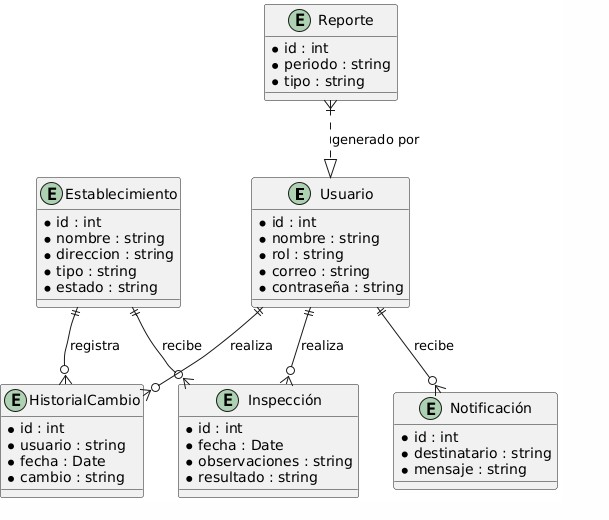 E Reporte
• id : int
• periodo : string
• tipo : string
generado por
E Establecimiento
• id : int
• nombre : string
• direccion : string
• tipo : string
• estado : string
E Usuario
• id : int
• nombre : string
• rol : string
• correo : string
• contraseña : string
registra
recibe
realiza
realiza
recibe
E HistorialCambio
• id : int
• usuario : string
• fecha : Date
• cambio : string
E Inspección
• id : int
• fecha : Date
• observaciones : string
• resultado : string
E Notificación
• id : int
• destinatario : string
• mensaje : string